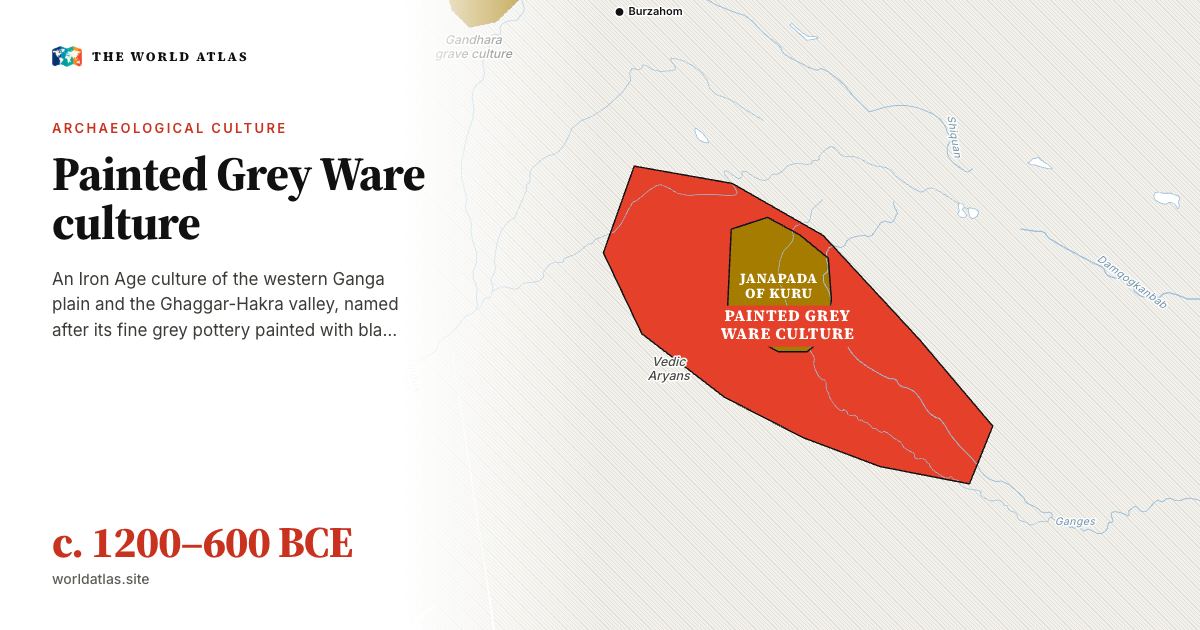 THE WORLD ATLAS
ARCHAEOLOGICAL CULTURE
Painted Grey Ware
culture
An Iron Age culture of the western Ganga
plain and the Ghaggar-Hakra valley, named
after its fine grey pottery painted with bla...
c. 1200–600 BCE
worldatlas.site
Burzahom
Gandhara
grave culture
Shiquan
Damqogkanbab
JANAPADA
OF KURU
PAINTED GREY
WARE CULTURE
Vedic
Aryans
Ganges